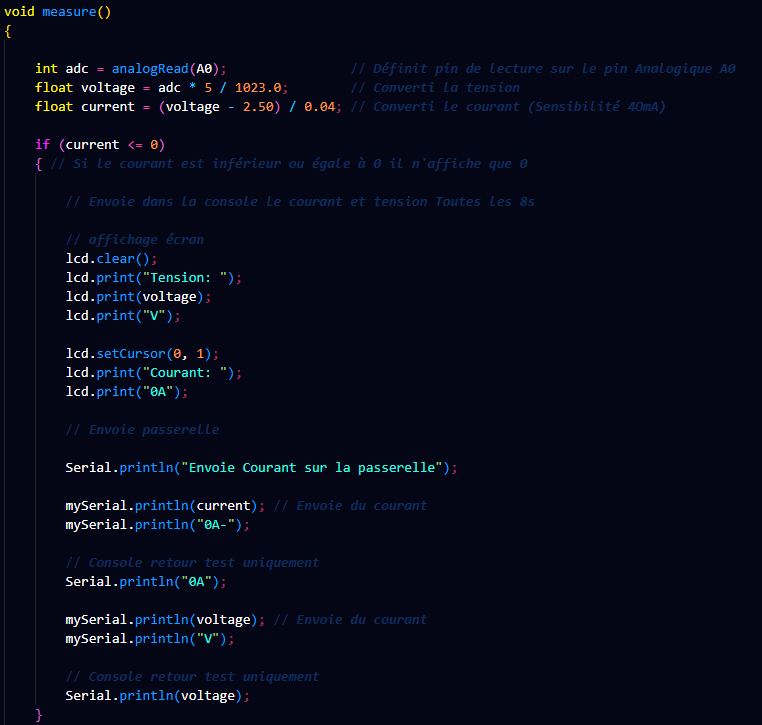 void measure()
{
int adc = analogRead(A0); // Définit pin de lecture sur le pin Analogique A0
float voltage = adc * 5 / 1023.0; // Converti la tension
float current = (voltage - 2.50) / 0.04; // Converti le courant (Sensibilité 40mA)
if (current <= 0)
{ // Si le courant est inférieur ou égale à 0 il n'affiche que 0
// Envoie dans la console le courant et tension Toutes les 8s
// affichage écran
lcd.clear();
lcd.print("Tension: ");
lcd.print(voltage);
lcd.print("V");
lcd.setCursor(0, 1);
lcd.print("Courant: ");
lcd.print("0A");
// Envoie passerelle
Serial.println("Envoie Courant sur la passerelle");
mySerial.println(current); // Envoie du courant
mySerial.println("0A-");
// Console retour test uniquement
Serial.println("0A");
mySerial.println(voltage); // Envoie du courant
mySerial.println("V");
// Console retour test uniquement
Serial.println(voltage);
}